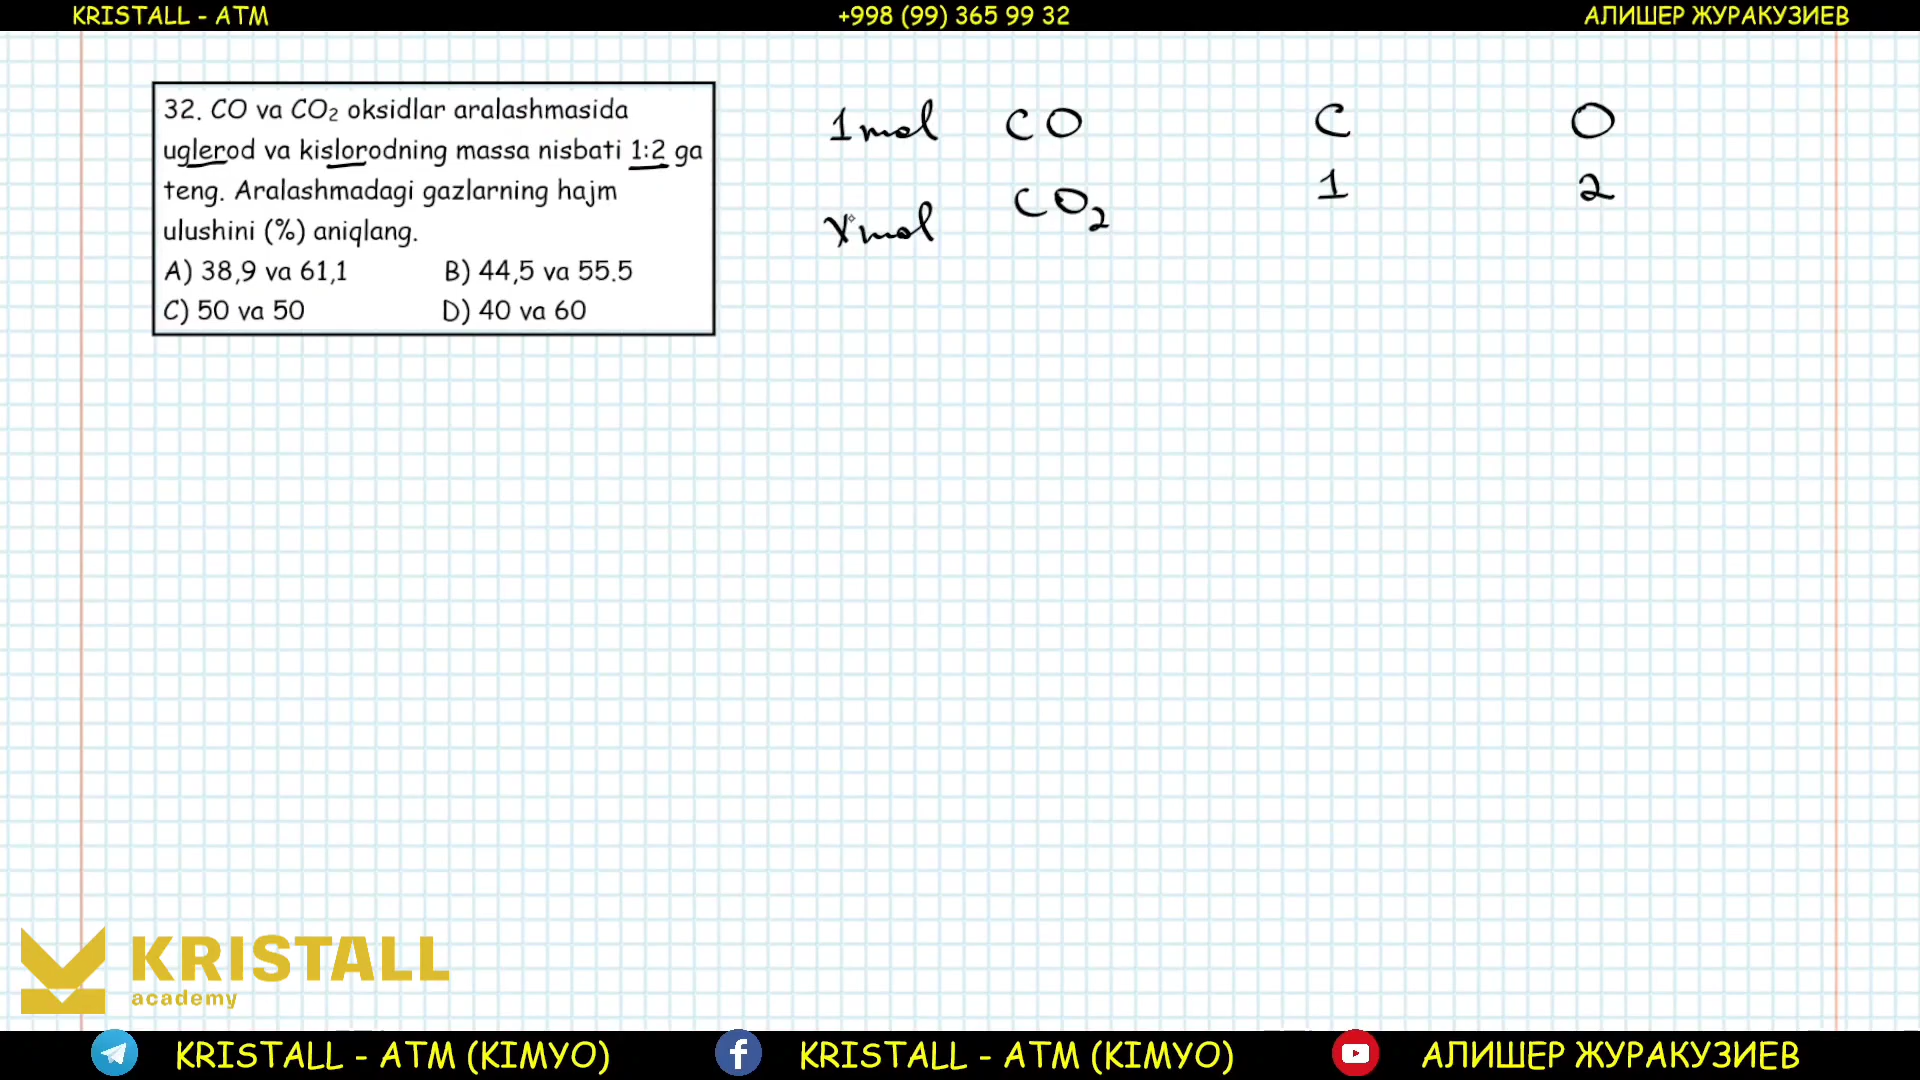 KRISTALL - ATM
+998 (99) 365 99 32
АЛИШЕР ЖУРАКУЗИЕВ
32. CO va CO₂ oksidlar aralashmasida
uglerod va kislorodning massa nisbati 1:2 ga
teng. Aralashmadagi gazlarning hajm
ulushini (%) aniqlang.
A) 38,9 va 61,1 B) 44,5 va 55.5
C) 50 va 50 D) 40 va 60
1 mol CO C O
x mol CO₂ 1 2
KRISTALL
academy
KRISTALL - ATM (KIMYO)
KRISTALL - ATM (KIMYO)
АЛИШЕР ЖУРАКУЗИЕВ